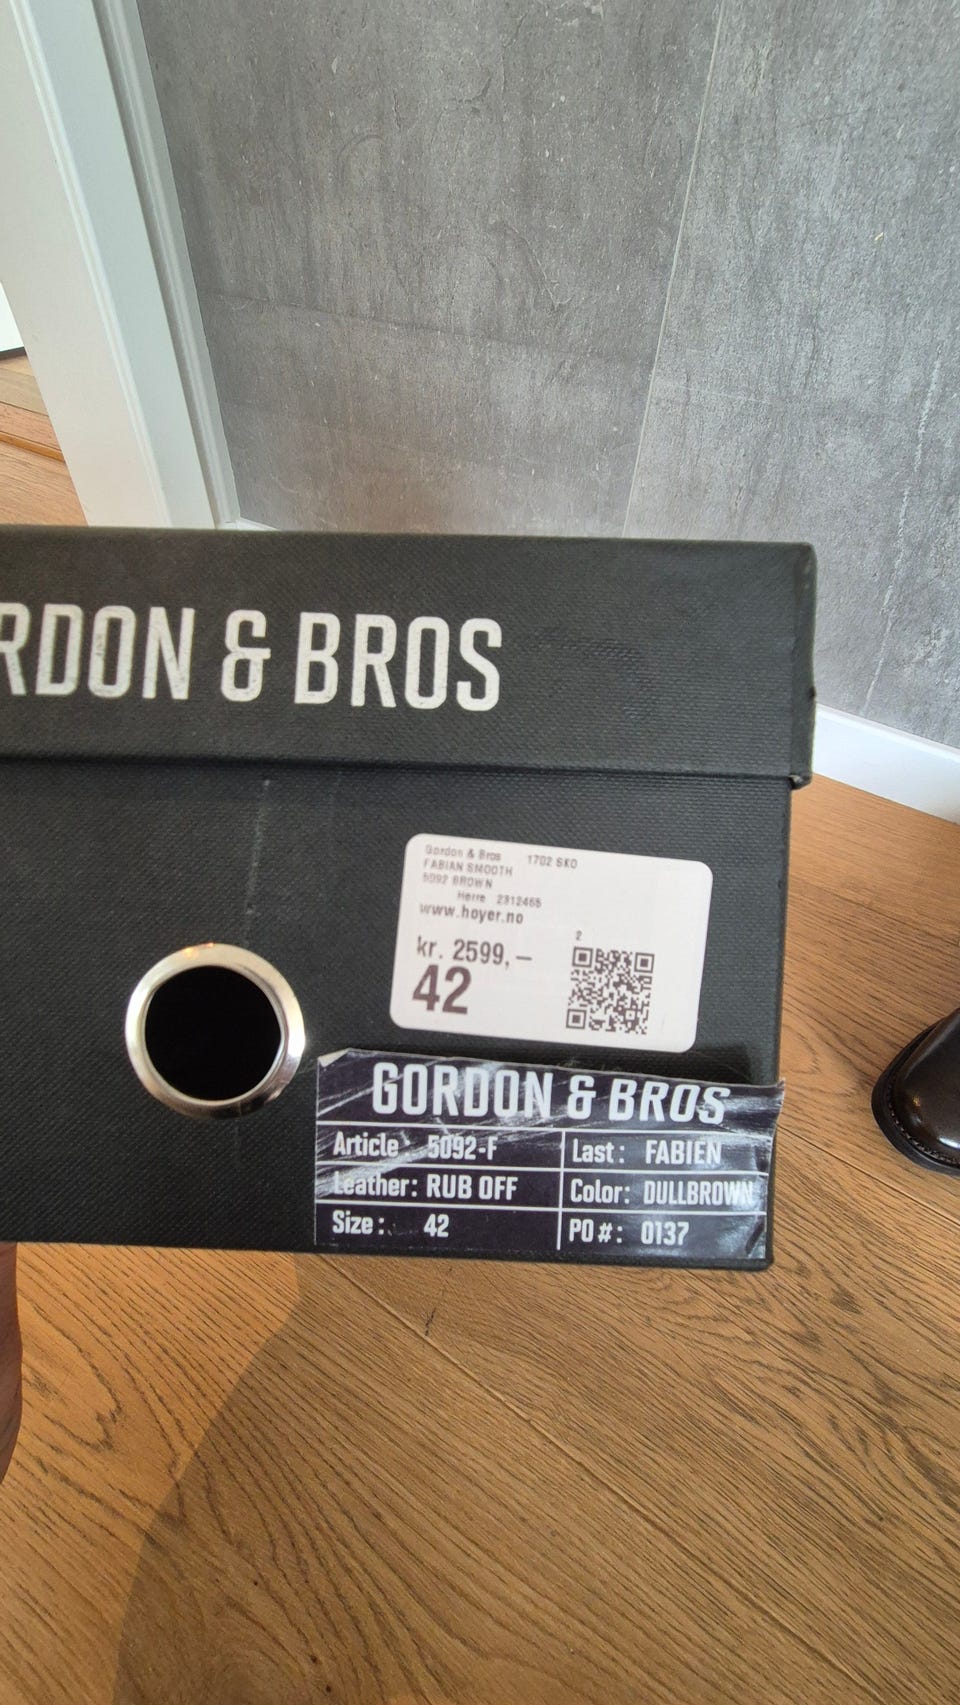 RDON & BROS
Gordon & Bros 1702 SKO
FABIAN SMOOTH
5092 BROWN
Herre 2312465
www.hoyer.no
kr. 2599,—
2
42
GORDON & BROS
Article : 5092-F Last : FABIEN
Leather: RUB OFF Color: DULLBROWN
Size : 42 PO # : 0137